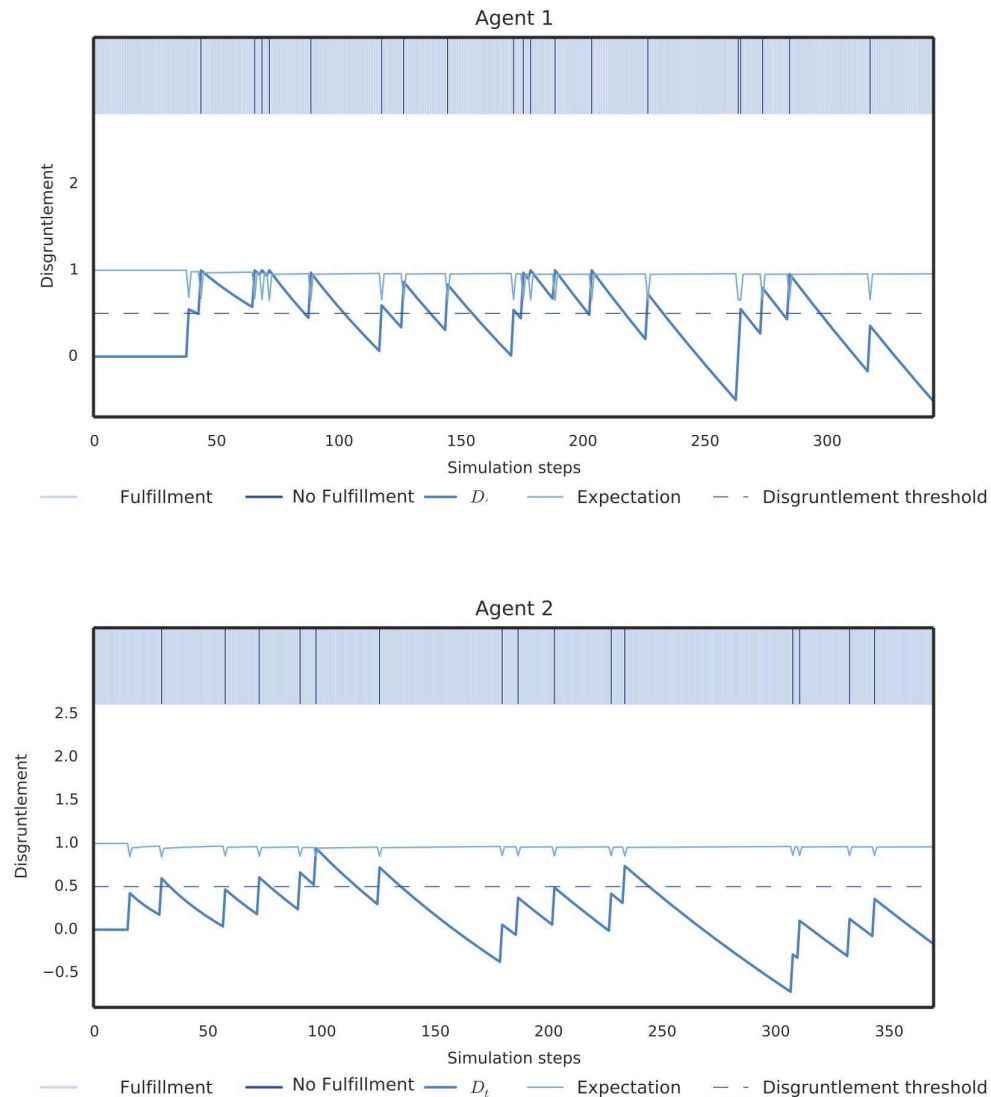 Agent 1
Disgruntlement
2
1
0
0 50 100 150 200 250 300
Simulation steps
Fulfillment No Fulfillment D, Expectation Disgruntlement threshold
Agent 2
Disgruntlement
2.5
2.0
1.5
1.0
0.5
0.0
−0.5
0 50 100 150 200 250 300 350
Simulation steps
Fulfillment No Fulfillment Dₜ Expectation Disgruntlement threshold